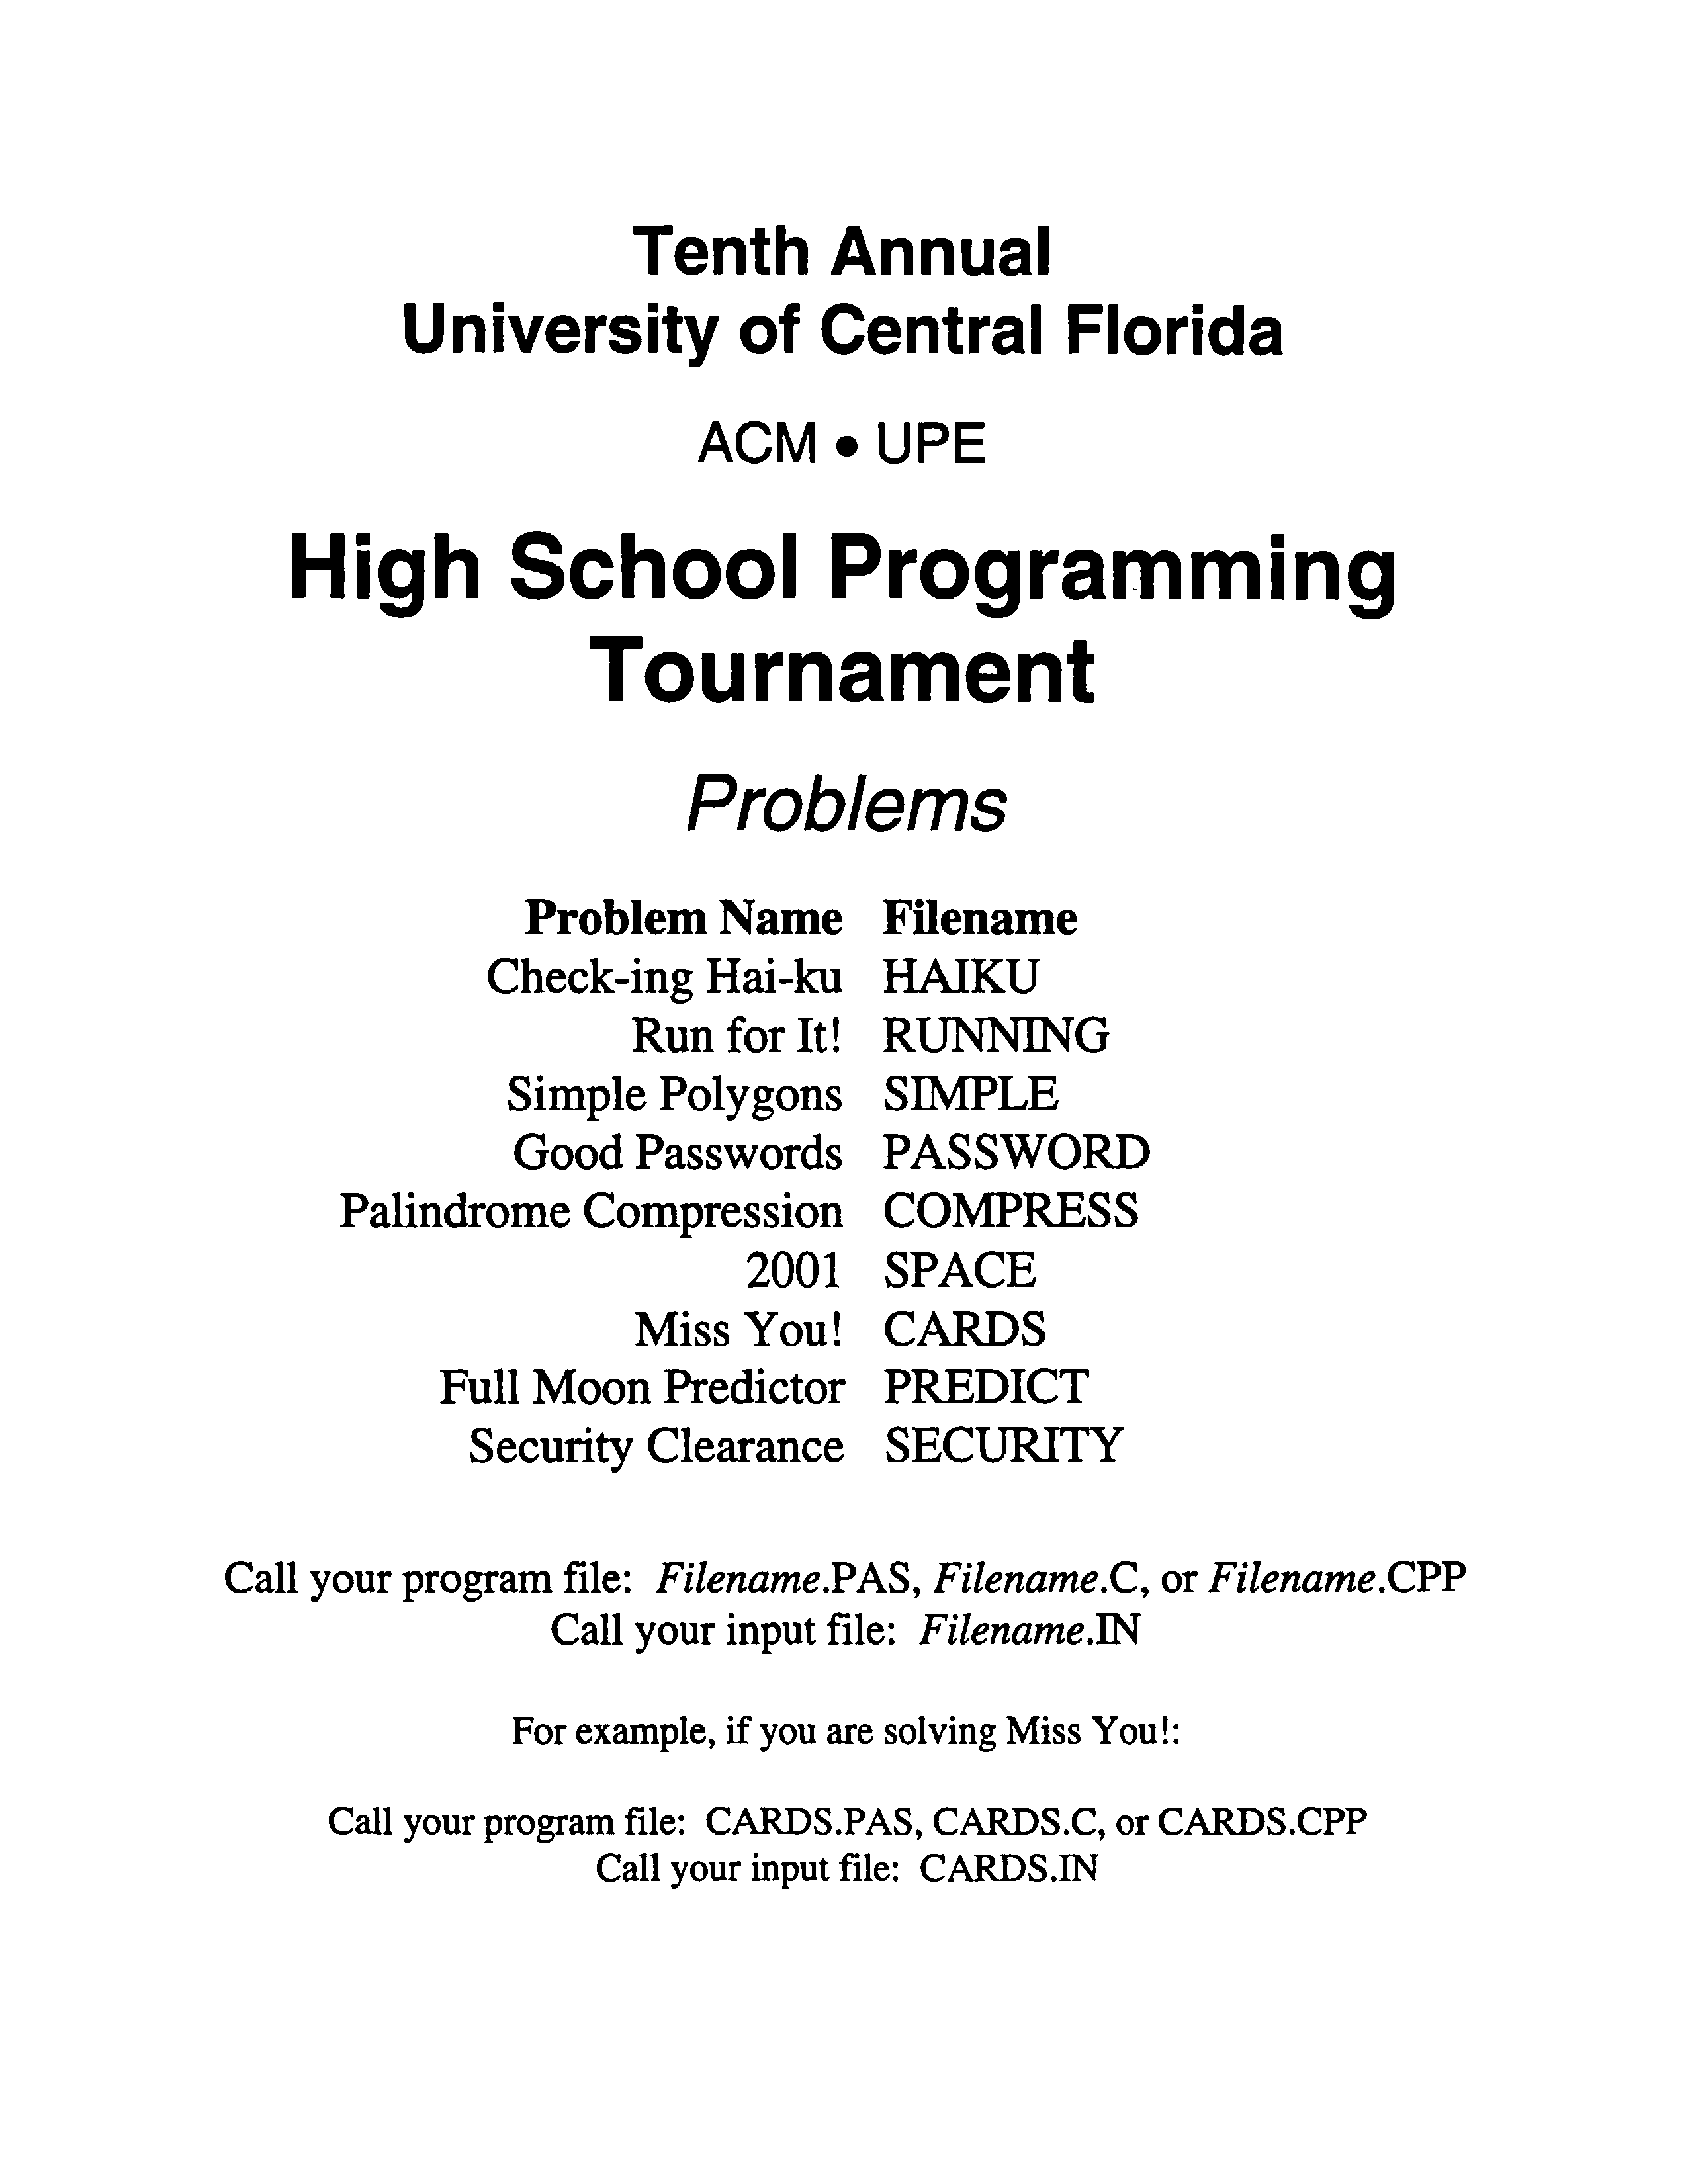 Tenth Annual
University of Central Florida
ACM • UPE
High School Programming
Tournament
Problems
Problem Name Filename
Check-ing Hai-ku HAIKU
Run for It! RUNNING
Simple Polygons SIMPLE
Good Passwords PASSWORD
Palindrome Compression COMPRESS
2001 SPACE
Miss You! CARDS
Full Moon Predictor PREDICT
Security Clearance SECURITY
Call your program file: Filename.PAS, Filename.C, or Filename.CPP
Call your input file: Filename.IN
For example, if you are solving Miss You!:
Call your program file: CARDS.PAS, CARDS.C, or CARDS.CPP
Call your input file: CARDS.IN